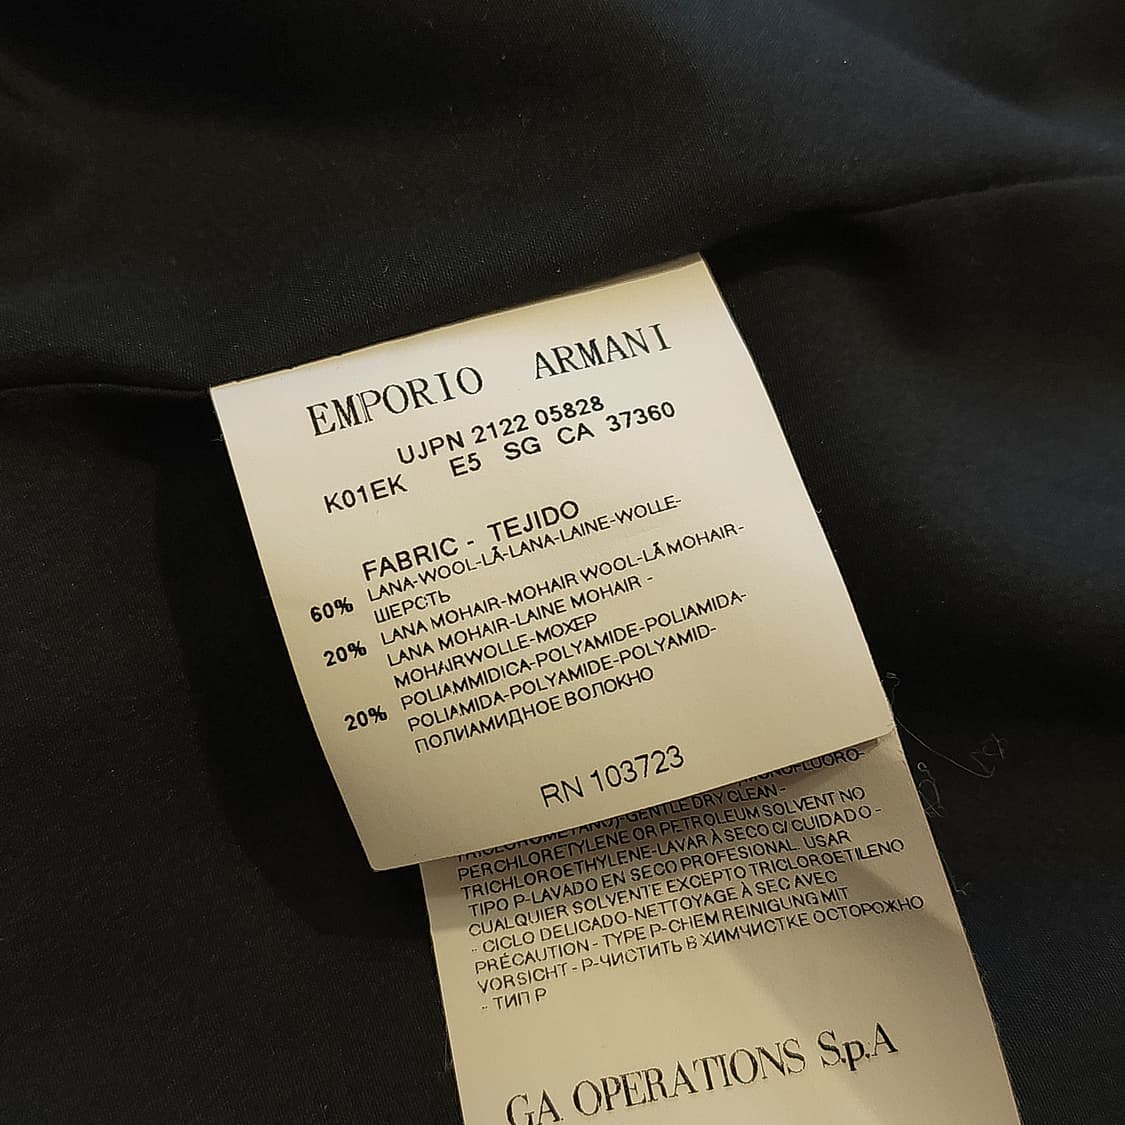 EMPORIO ARMANI
UJPN 2122 05828
K01EK E5 SG CA 37360
FABRIC - TEJIDO
60% LANA-WOOL-LÃ-LANA-LAINE-WOLLE-
ШЕРСТЬ
20% LANA MOHAIR-MOHAIR WOOL-LÃ MOHAIR-
LANA MOHAIR-LAINE MOHAIR -
MOHAIRWOLLE-МОХЕР
20% POLIAMMIDICA-POLYAMIDE-POLIAMIDA-
POLIAMIDA-POLYAMIDE-POLYAMID-
ПОЛИАМИДНОЕ ВОЛОКНО
RN 103723
GENTLE DRY CLEAN -
PERCHLORETYLENE OR PETROLEUM SOLVENT NO
TRICHLOROETHYLENE-LAVAR À SECO C/ CUIDADO -
TIPO P-LAVADO EN SECO PROFESIONAL. USAR
CUALQUIER SOLVENTE EXCEPTO TRICLOROETILENO
- CICLO DELICADO-NETTOYAGE À SEC AVEC
PRÉCAUTION - TYPE P-CHEM REINIGUNG MIT
VORSICHT - P-ЧИСТИТЬ В ХИМЧИСТКЕ ОСТОРОЖНО
- ТИП P
GA OPERATIONS S.p.A